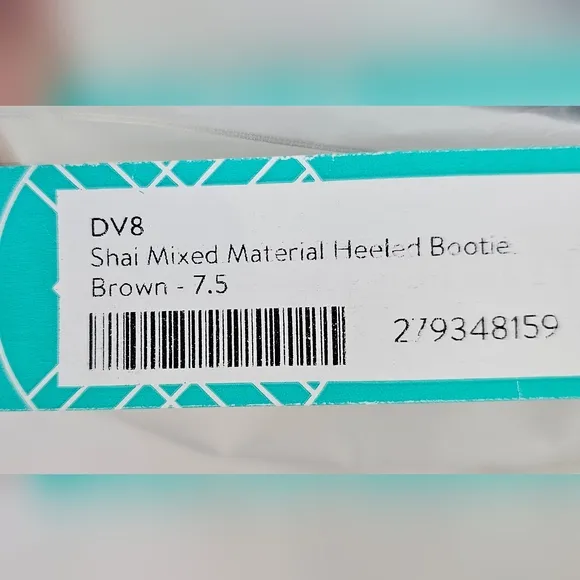 DV8
Shai Mixed Material Heeled Bootie
Brown - 7.5
279348159